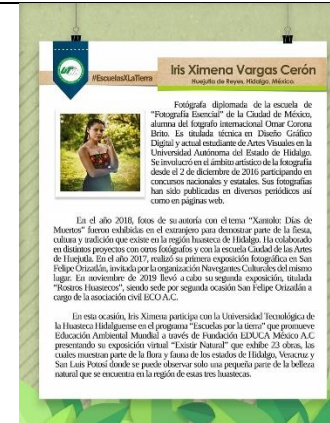 #EscuelasXLaTierra
Iris Ximena Vargas Cerón
Huejutla de Reyes, Hidalgo, México.
Fotógrafa diplomada de la escuela de
"Fotografía Esencial" de la Ciudad de México,
alumna del fotgrafo internacional Omar Corona
Brito. Es titulada técnica en Diseño Gráfico
Digital y actual estudiante de Artes Visuales en la
Universidad Autónoma del Estado de Hidalgo.
Se involucró en el ámbito artístico de la fotografía
desde el 2 de diciembre de 2016 participando en
concursos nacionales y estatales. Sus fotografías
han sido publicadas en diversos periódicos así
como en páginas web.
En el año 2018, fotos de su autoría con el tema "Xantolo: Días de
Muertos" fueron exhibidas en el extranjero para demostrar parte de la fiesta,
cultura y tradición que existe en la región huasteca de Hidalgo. Ha colaborado
en distintos proyectos con otros fotógrafos y con la escuela Ciudad de las Artes
de Huejutla. En el año 2017, realizó su primera exposición fotográfica en San
Felipe Orizatlán, invitada por la organización Navegantes Culturales del mismo
lugar. En noviembre de 2019 llevó a cabo su segunda exposición, titulada
"Rostros Huastecos", siendo sede por segunda ocasión San Felipe Orizatlán a
cargo de la asociación civil ECO A.C.
En esta ocasión, Iris Ximena participa con la Universidad Tecnológica de
la Huasteca Hidalguense en el programa "Escuelas por la tierra" que promueve
Educación Ambiental Mundial a través de Fundación EDUCA México A.C
presentando su exposición virtual "Existir Natural" que exhibe 23 obras, las
cuales muestran parte de la flora y fauna de los estados de Hidalgo, Veracruz y
San Luis Potosí donde se puede observar solo una pequeña parte de la belleza
natural que se encuentra en la región de estas tres huastecas.